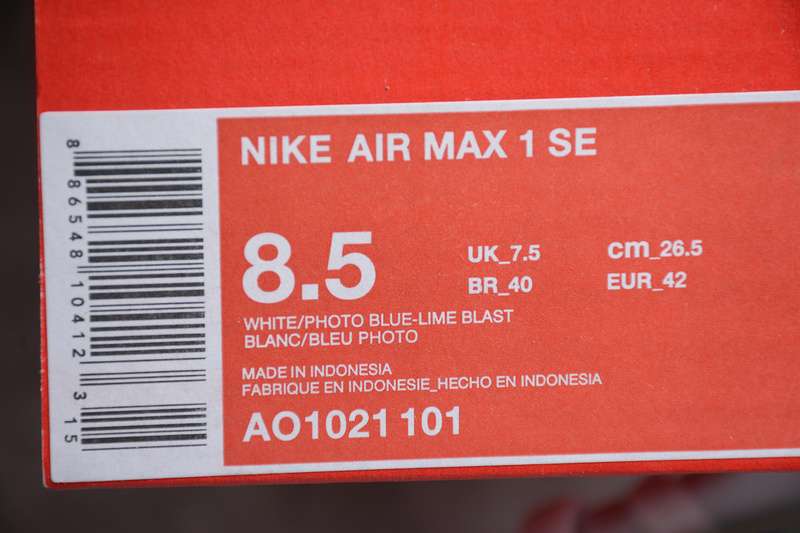 NIKE AIR MAX 1 SE
8.5
UK_7.5
cm_26.5
BR_40
EUR_42
WHITE/PHOTO BLUE-LIME BLAST
BLANC/BLEU PHOTO
MADE IN INDONESIA
FABRIQUE EN INDONESIE_HECHO EN INDONESIA
AO1021 101
8 86548 10412 3 15